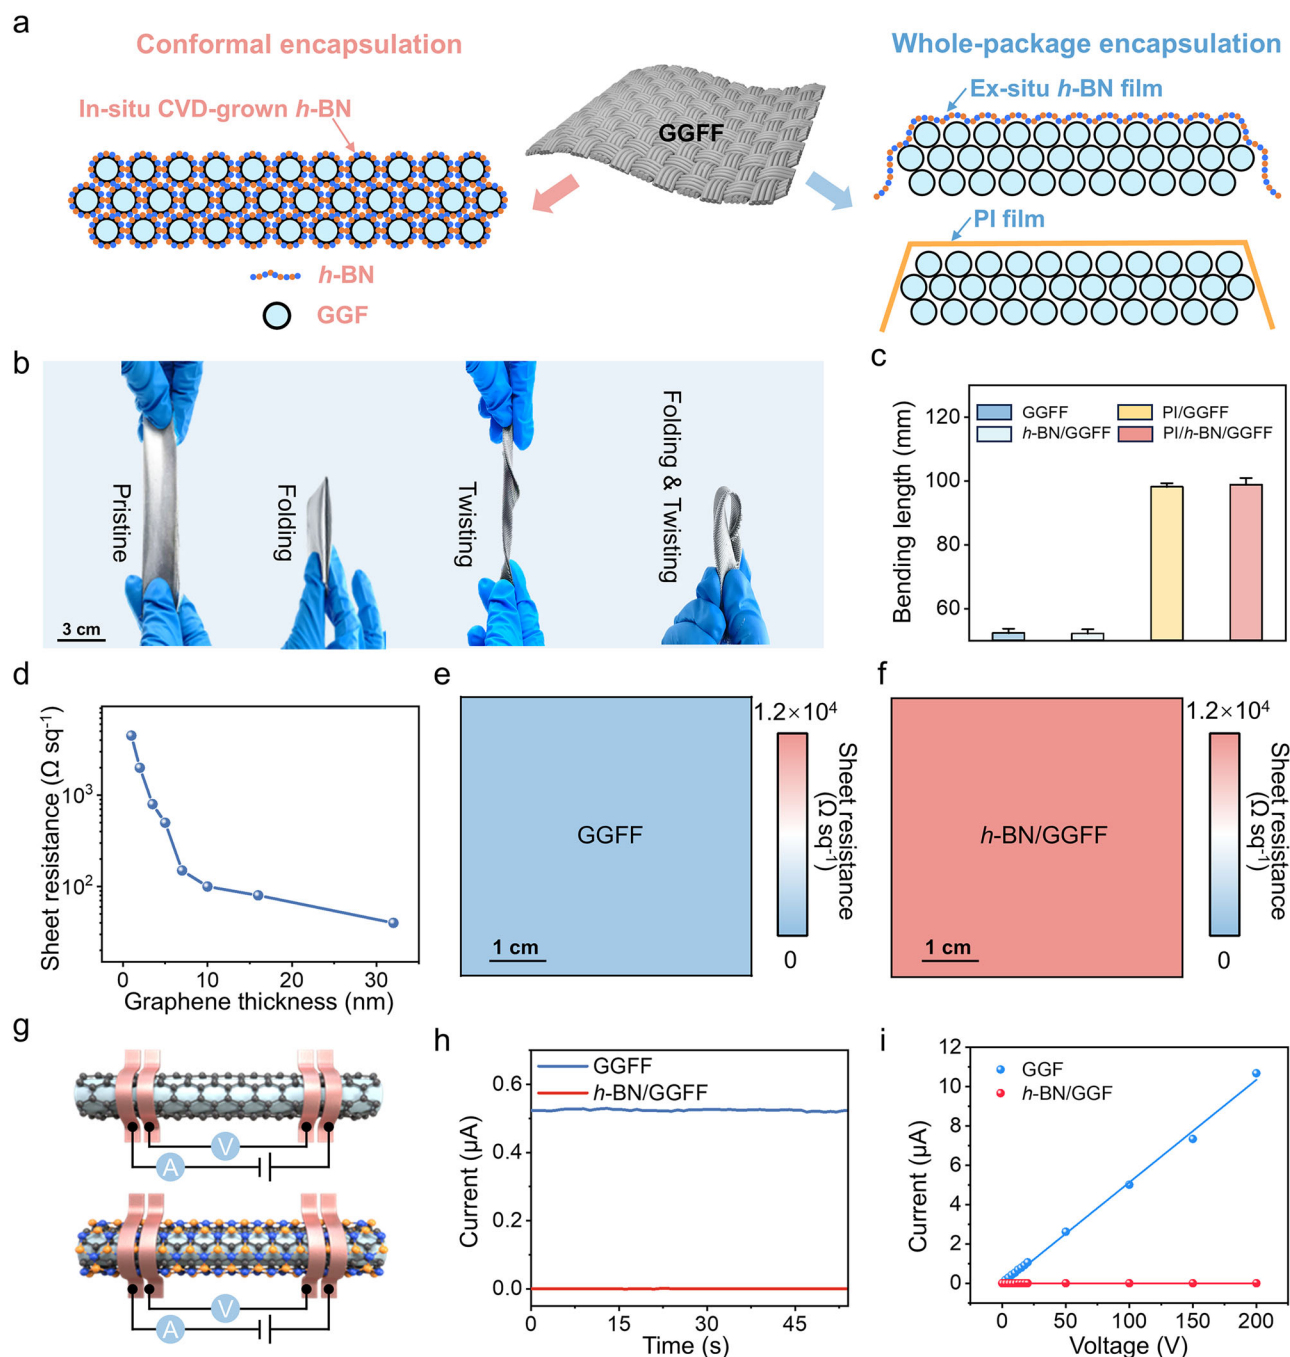 a
Conformal encapsulation
Whole-package encapsulation
In-situ CVD-grown h-BN
Ex-situ h-BN film
GGFF
PI film
h-BN
GGF
b
Pristine
Folding
Twisting
Folding & Twisting
3 cm
c
Bending length (mm)
120
100
80
60
GGFF
PI/GGFF
h-BN/GGFF
PI/h-BN/GGFF
d
Sheet resistance (Ω sq⁻¹)
10³
10²
0
10
20
30
Graphene thickness (nm)
e
GGFF
1 cm
1.2×10⁴
0
Sheet resistance
(Ω sq⁻¹)
f
h-BN/GGFF
1 cm
1.2×10⁴
0
Sheet resistance
(Ω sq⁻¹)
g
V
A
V
A
h
GGFF
h-BN/GGFF
Current (μA)
0.6
0.4
0.2
0.0
0
15
30
45
Time (s)
i
GGF
h-BN/GGF
Current (μA)
12
10
8
6
4
2
0
0
50
100
150
200
Voltage (V)